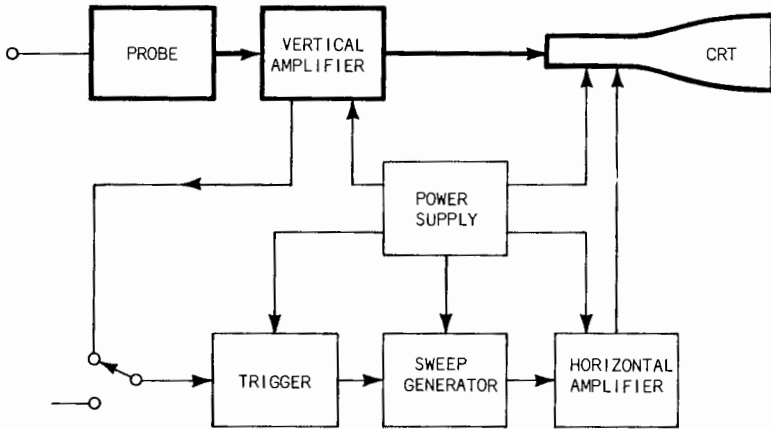 PROBE
VERTICAL
AMPLIFIER
CRT
POWER
SUPPLY
TRIGGER
SWEEP
GENERATOR
HORIZONTAL
AMPLIFIER